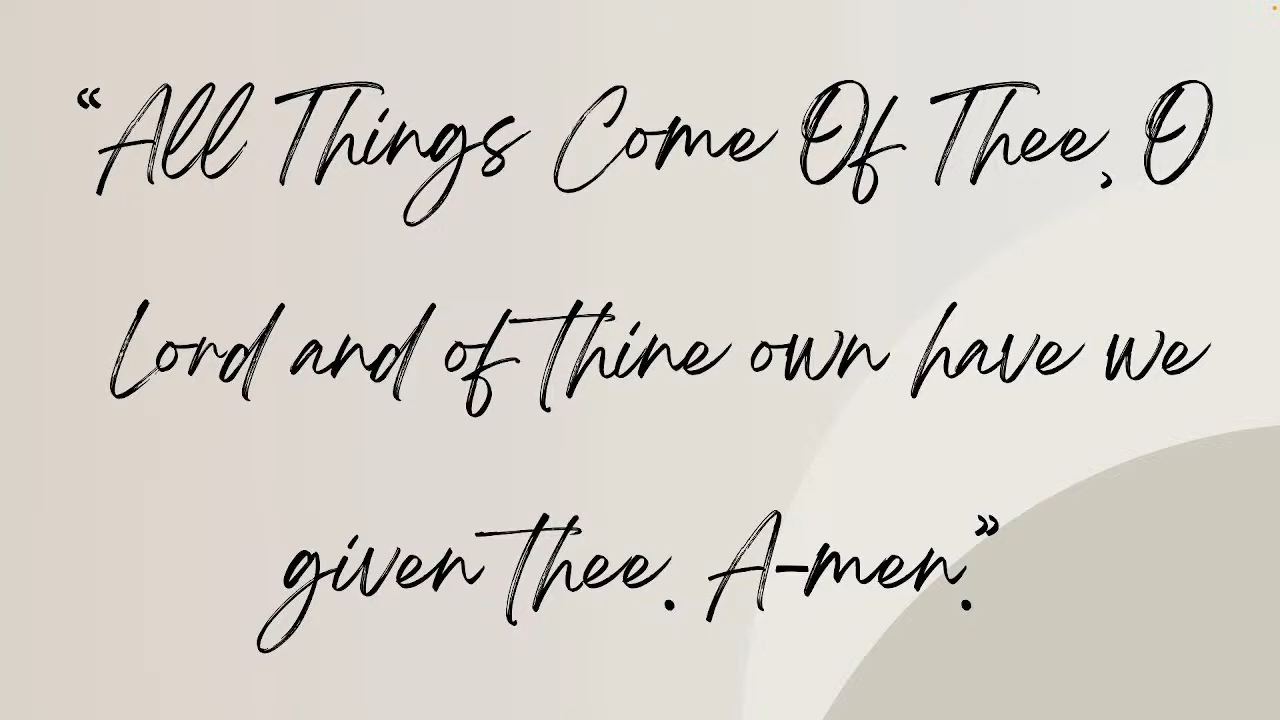 “All Things Come Of Thee, O
Lord and of thine own have we
given thee. A-men.”